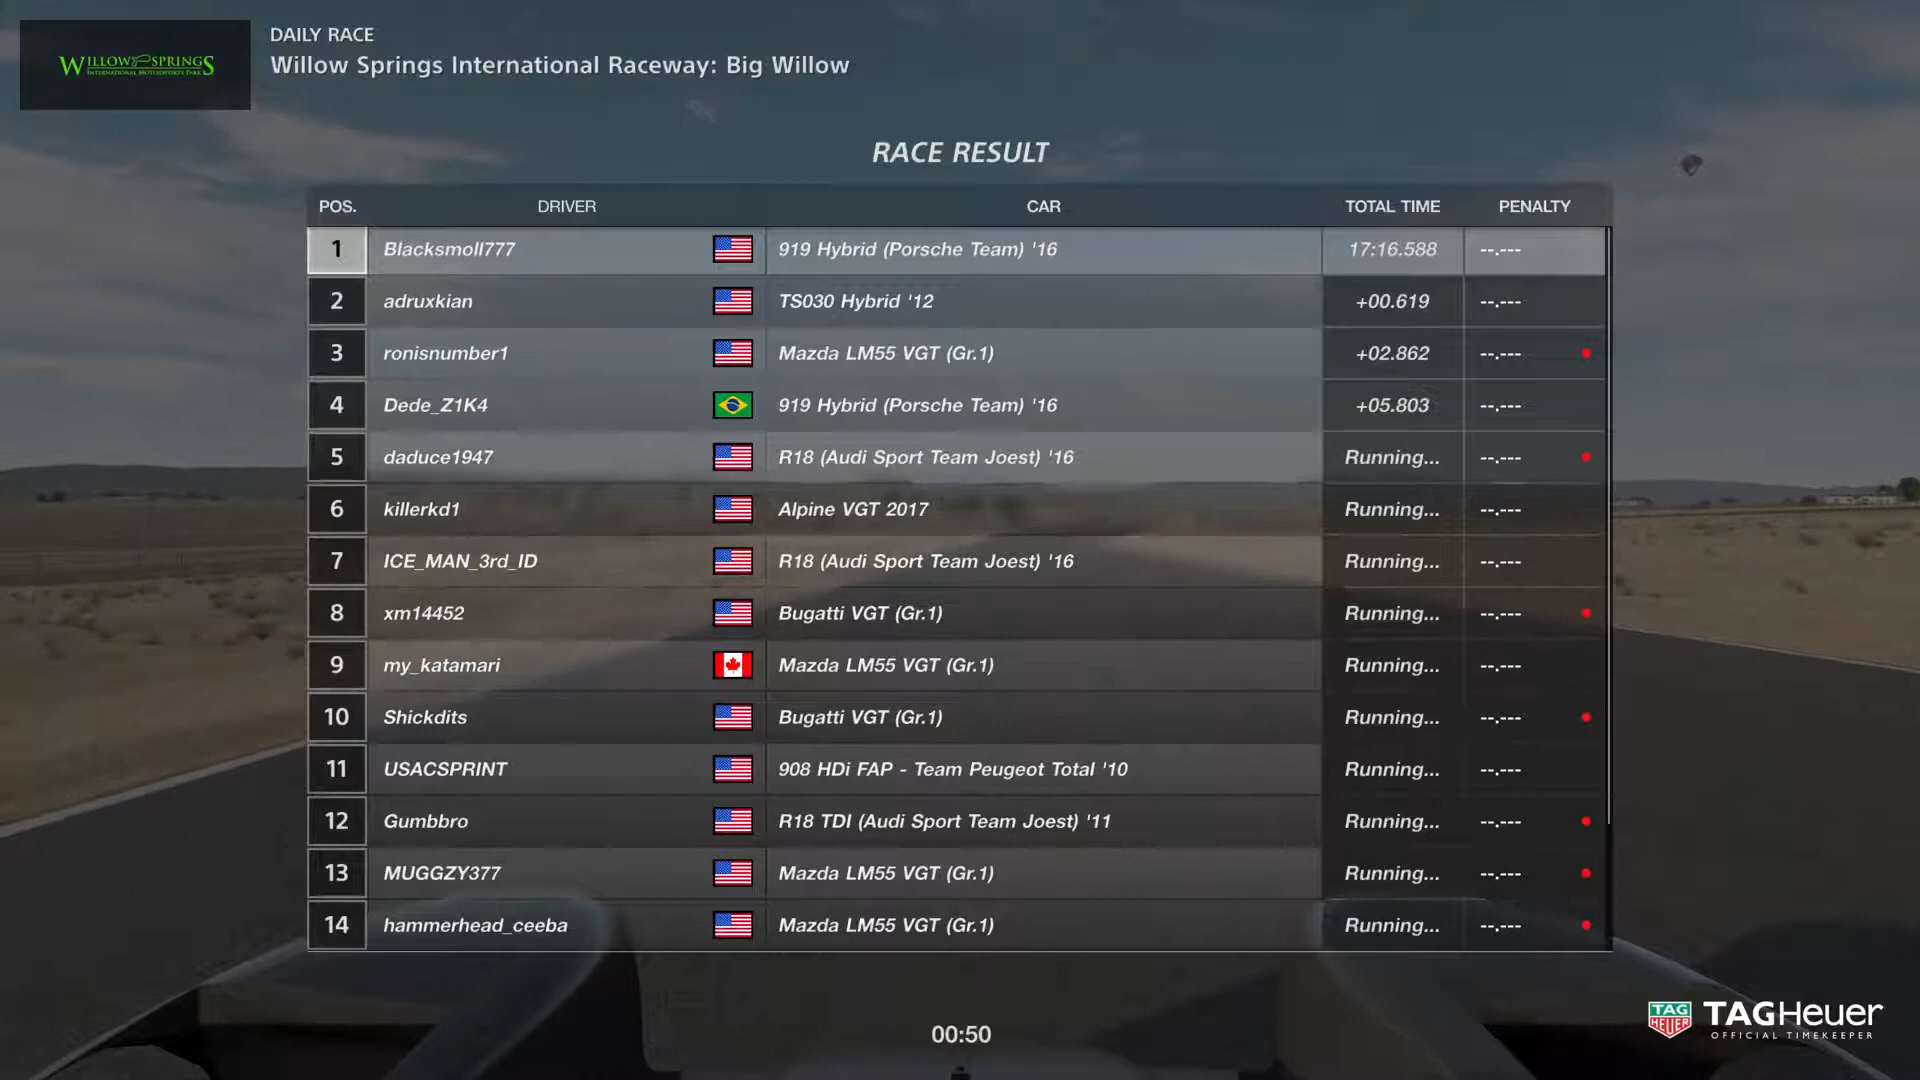 WILLOW SPRINGS
INTERNATIONAL MOTORSPORTS PARK
DAILY RACE
Willow Springs International Raceway: Big Willow
RACE RESULT
POS. DRIVER CAR TOTAL TIME PENALTY
1 Blacksmoll777 919 Hybrid (Porsche Team) '16 17:16.588 --.---
2 adruxkian TS030 Hybrid '12 +00.619 --.---
3 ronisnumber1 Mazda LM55 VGT (Gr.1) +02.862 --.---
4 Dede_Z1K4 919 Hybrid (Porsche Team) '16 +05.803 --.---
5 daduce1947 R18 (Audi Sport Team Joest) '16 Running... --.---
6 killerkd1 Alpine VGT 2017 Running... --.---
7 ICE_MAN_3rd_ID R18 (Audi Sport Team Joest) '16 Running... --.---
8 xm14452 Bugatti VGT (Gr.1) Running... --.---
9 my_katamari Mazda LM55 VGT (Gr.1) Running... --.---
10 Shickdits Bugatti VGT (Gr.1) Running... --.---
11 USACSPRINT 908 HDi FAP - Team Peugeot Total '10 Running... --.---
12 Gumbbro R18 TDI (Audi Sport Team Joest) '11 Running... --.---
13 MUGGZY377 Mazda LM55 VGT (Gr.1) Running... --.---
14 hammerhead_ceeba Mazda LM55 VGT (Gr.1) Running... --.---
00:50
TAG HEUER TAGHeuer
OFFICIAL TIMEKEEPER